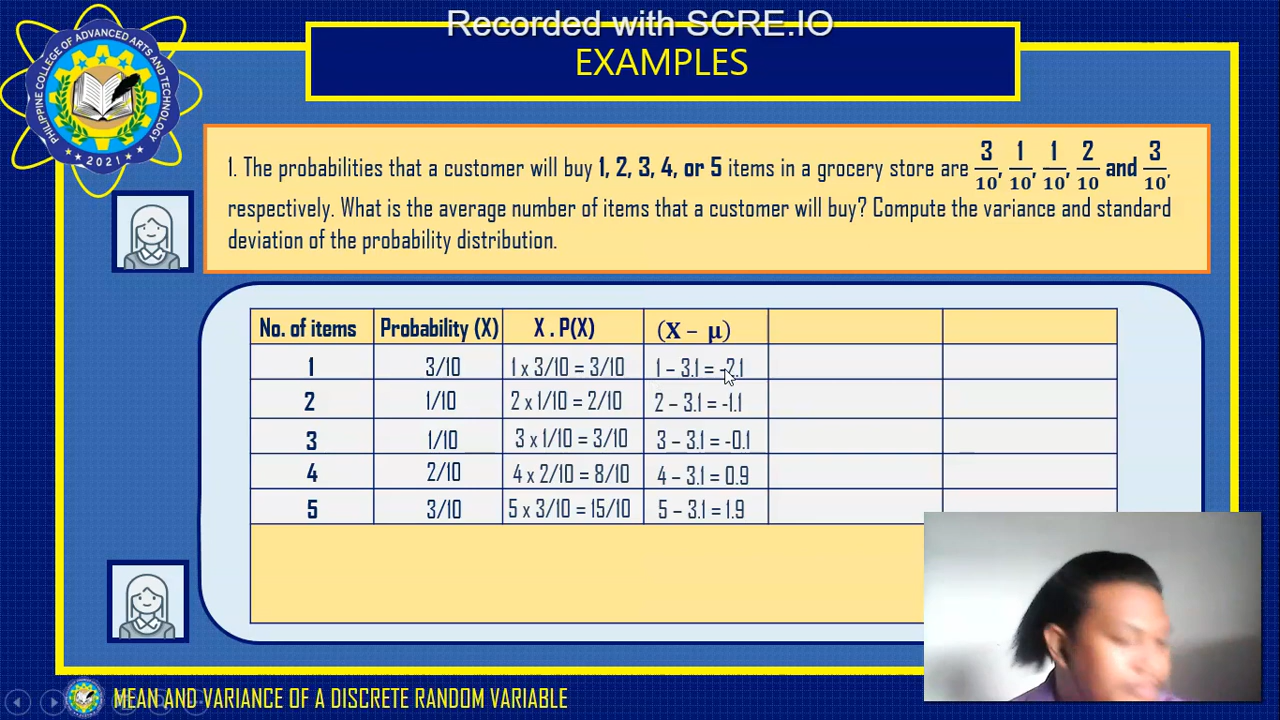 Recorded with SCRE.IO
EXAMPLES
PHILIPPINE COLLEGE OF ADVANCED ARTS AND TECHNOLOGY
2021
1. The probabilities that a customer will buy 1, 2, 3, 4, or 5 items in a grocery store are 3/10, 1/10, 1/10, 2/10 and 3/10,
respectively. What is the average number of items that a customer will buy? Compute the variance and standard
deviation of the probability distribution.
No. of items Probability (X) X . P(X) (X – μ)
1 3/10 1 x 3/10 = 3/10 1 – 3.1 = -2.1
2 1/10 2 x 1/10 = 2/10 2 – 3.1 = -1.1
3 1/10 3 x 1/10 = 3/10 3 – 3.1 = -0.1
4 2/10 4 x 2/10 = 8/10 4 – 3.1 = 0.9
5 3/10 5 x 3/10 = 15/10 5 – 3.1 = 1.9
MEAN AND VARIANCE OF A DISCRETE RANDOM VARIABLE